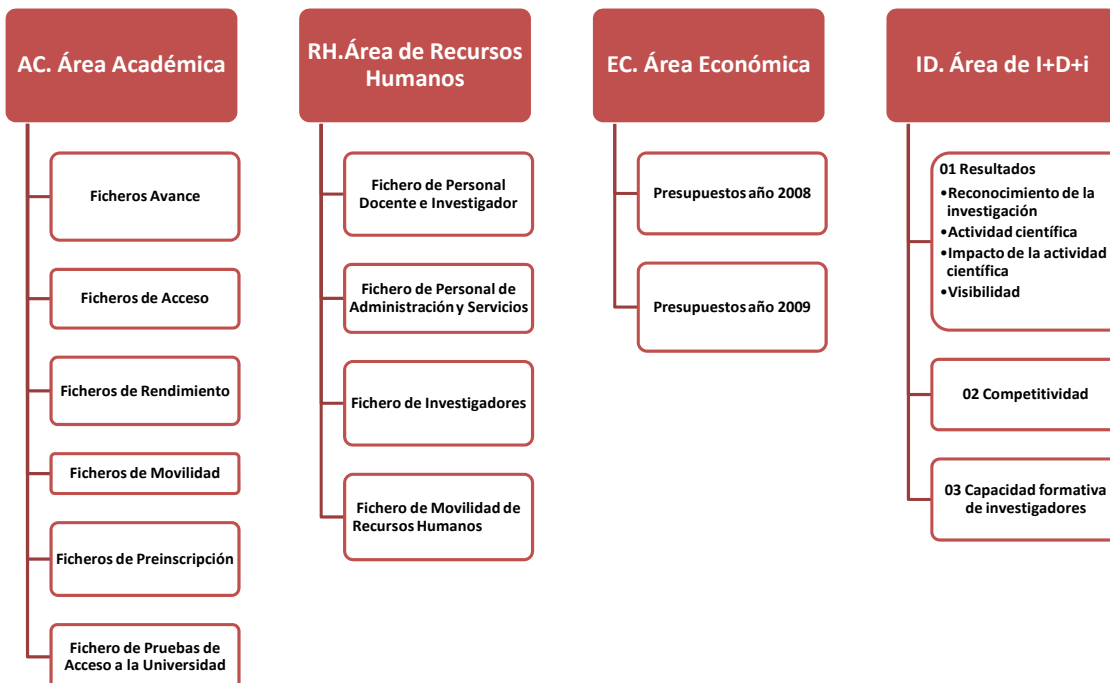 AC. Área Académica
Ficheros Avance
Ficheros de Acceso
Ficheros de Rendimiento
Ficheros de Movilidad
Ficheros de Preinscripción
Fichero de Pruebas de
Acceso a la Universidad
RH.Área de Recursos
Humanos
Fichero de Personal
Docente e Investigador
Fichero de Personal de
Administración y Servicios
Fichero de Investigadores
Fichero de Movilidad de
Recursos Humanos
EC. Área Económica
Presupuestos año 2008
Presupuestos año 2009
ID. Área de I+D+i
01 Resultados
•Reconocimiento de la
investigación
•Actividad científica
•Impacto de la actividad
científica
•Visibilidad
02 Competitividad
03 Capacidad formativa
de investigadores